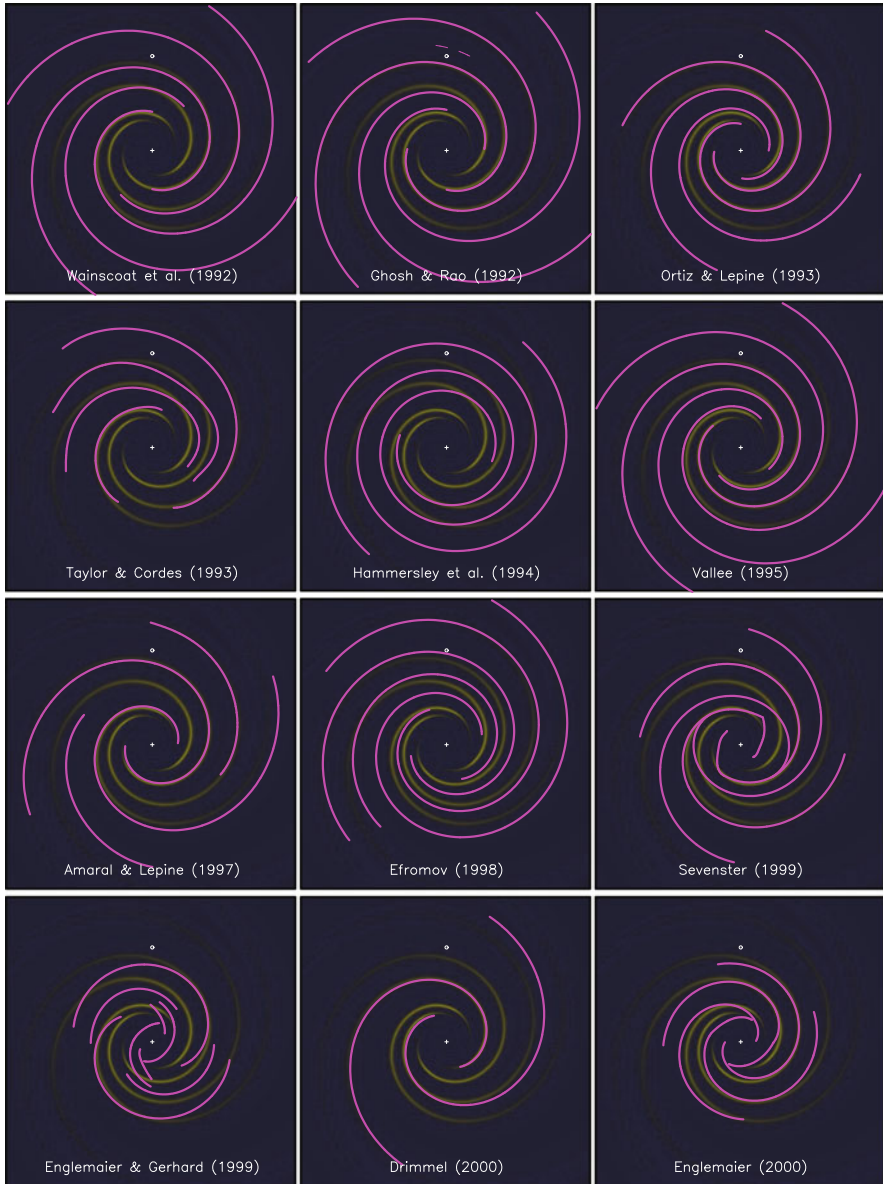 Wainscoat et al. (1992)
Ghosh & Rao (1992)
Ortiz & Lepine (1993)
Taylor & Cordes (1993)
Hammersley et al. (1994)
Vallee (1995)
Amaral & Lepine (1997)
Efromov (1998)
Sevenster (1999)
Englemaier & Gerhard (1999)
Drimmel (2000)
Englemaier (2000)